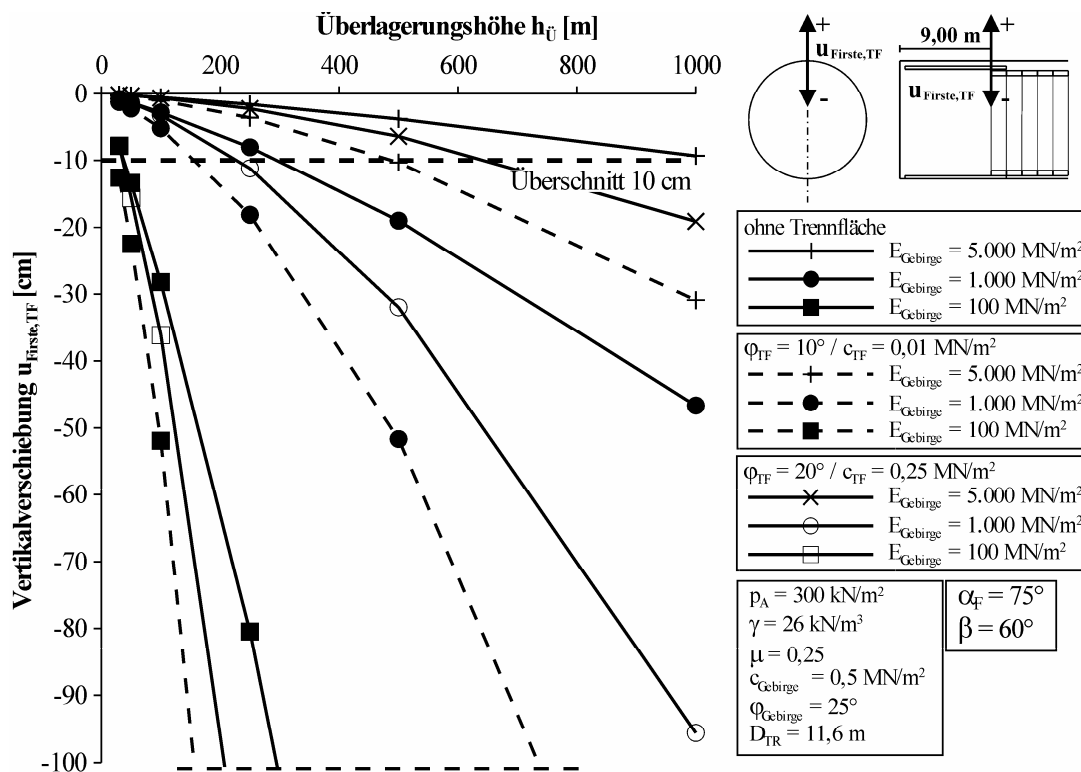 Überlagerungshöhe hÜ [m]
0 200 400 600 800 1000
0
-10
-20
-30
-40
-50
-60
-70
-80
-90
-100
Vertikalverschiebung uFirste,TF [cm]
Überschnitt 10 cm
+
uFirste,TF
-
9,00 m
+
uFirste,TF
-
ohne Trennfläche
EGebirge = 5.000 MN/m²
EGebirge = 1.000 MN/m²
EGebirge = 100 MN/m²
φTF = 10° / cTF = 0,01 MN/m²
EGebirge = 5.000 MN/m²
EGebirge = 1.000 MN/m²
EGebirge = 100 MN/m²
φTF = 20° / cTF = 0,25 MN/m²
EGebirge = 5.000 MN/m²
EGebirge = 1.000 MN/m²
EGebirge = 100 MN/m²
pA = 300 kN/m²
γ = 26 kN/m³
μ = 0,25
cGebirge = 0,5 MN/m²
φGebirge = 25°
DTR = 11,6 m
αF = 75°
β = 60°